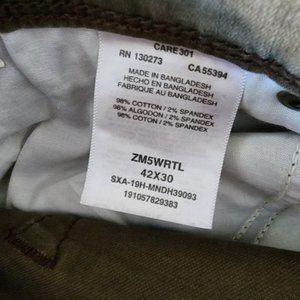 CARE301
RN 130273 CA55394
MADE IN BANGLADESH
HECHO EN BANGLADESH
FABRIQUE AU BANGLADESH
98% COTTON / 2% SPANDEX
98% ALGODON / 2% SPANDEX
98% COTON / 2% SPANDEX
ZM5WRTL
42X30
SXA-19H-MNDH39093
191057829383